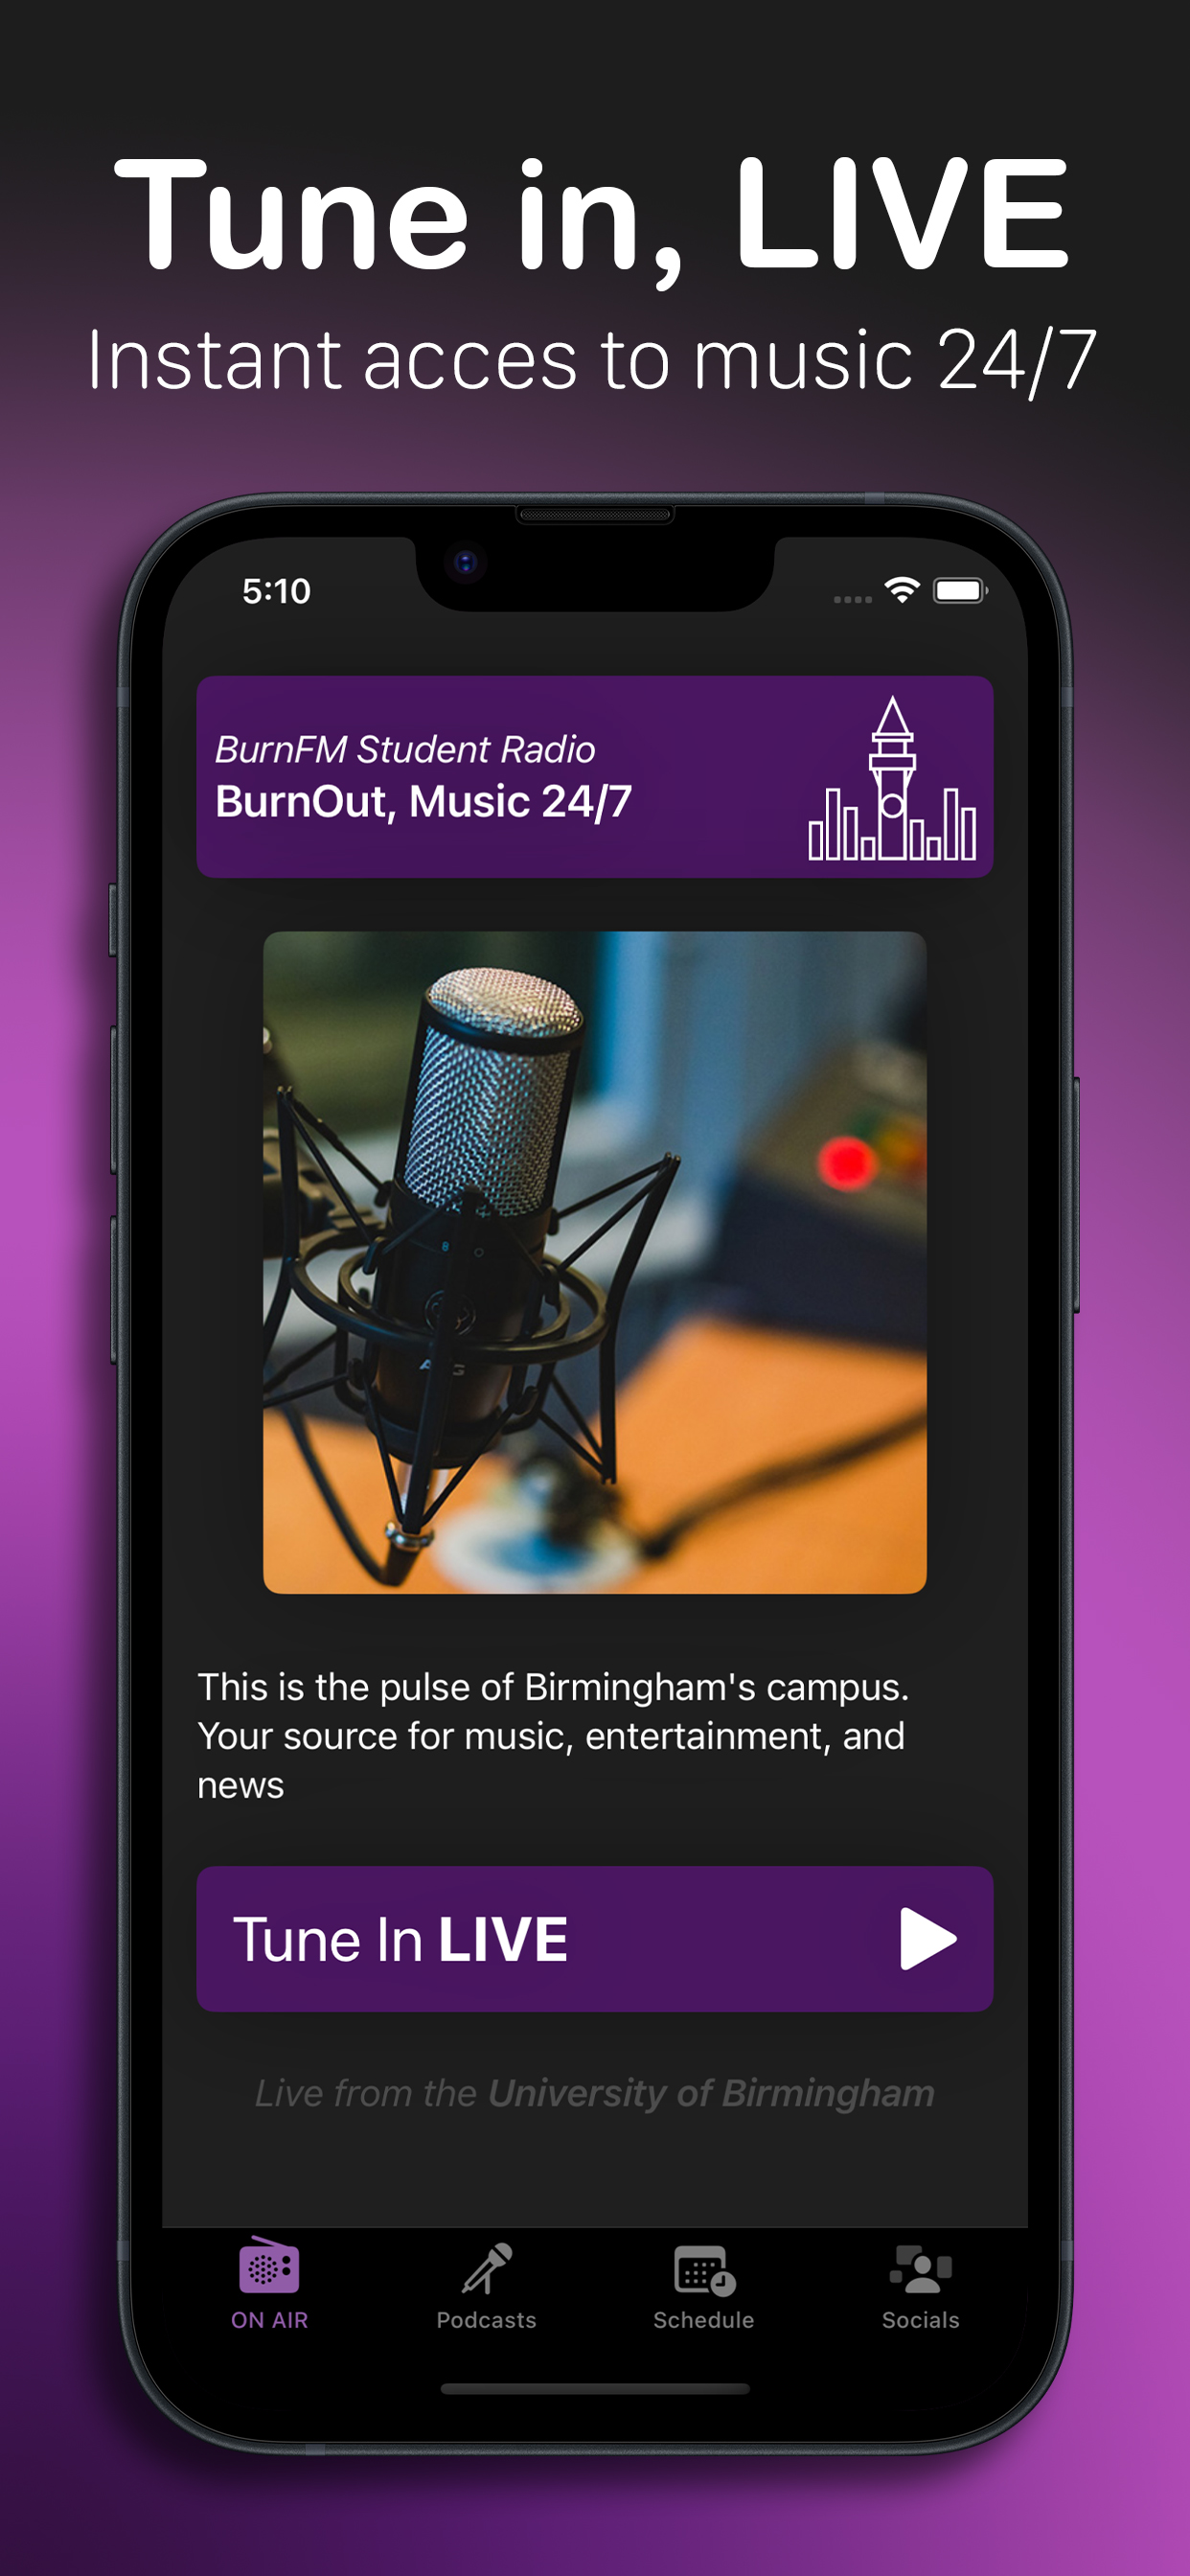 Tune in, LIVE
Instant acces to music 24/7
5:10
BurnFM Student Radio
BurnOut, Music 24/7
This is the pulse of Birmingham's campus.
Your source for music, entertainment, and
news
Tune In LIVE
Live from the University of Birmingham
ON AIR
Podcasts
Schedule
Socials